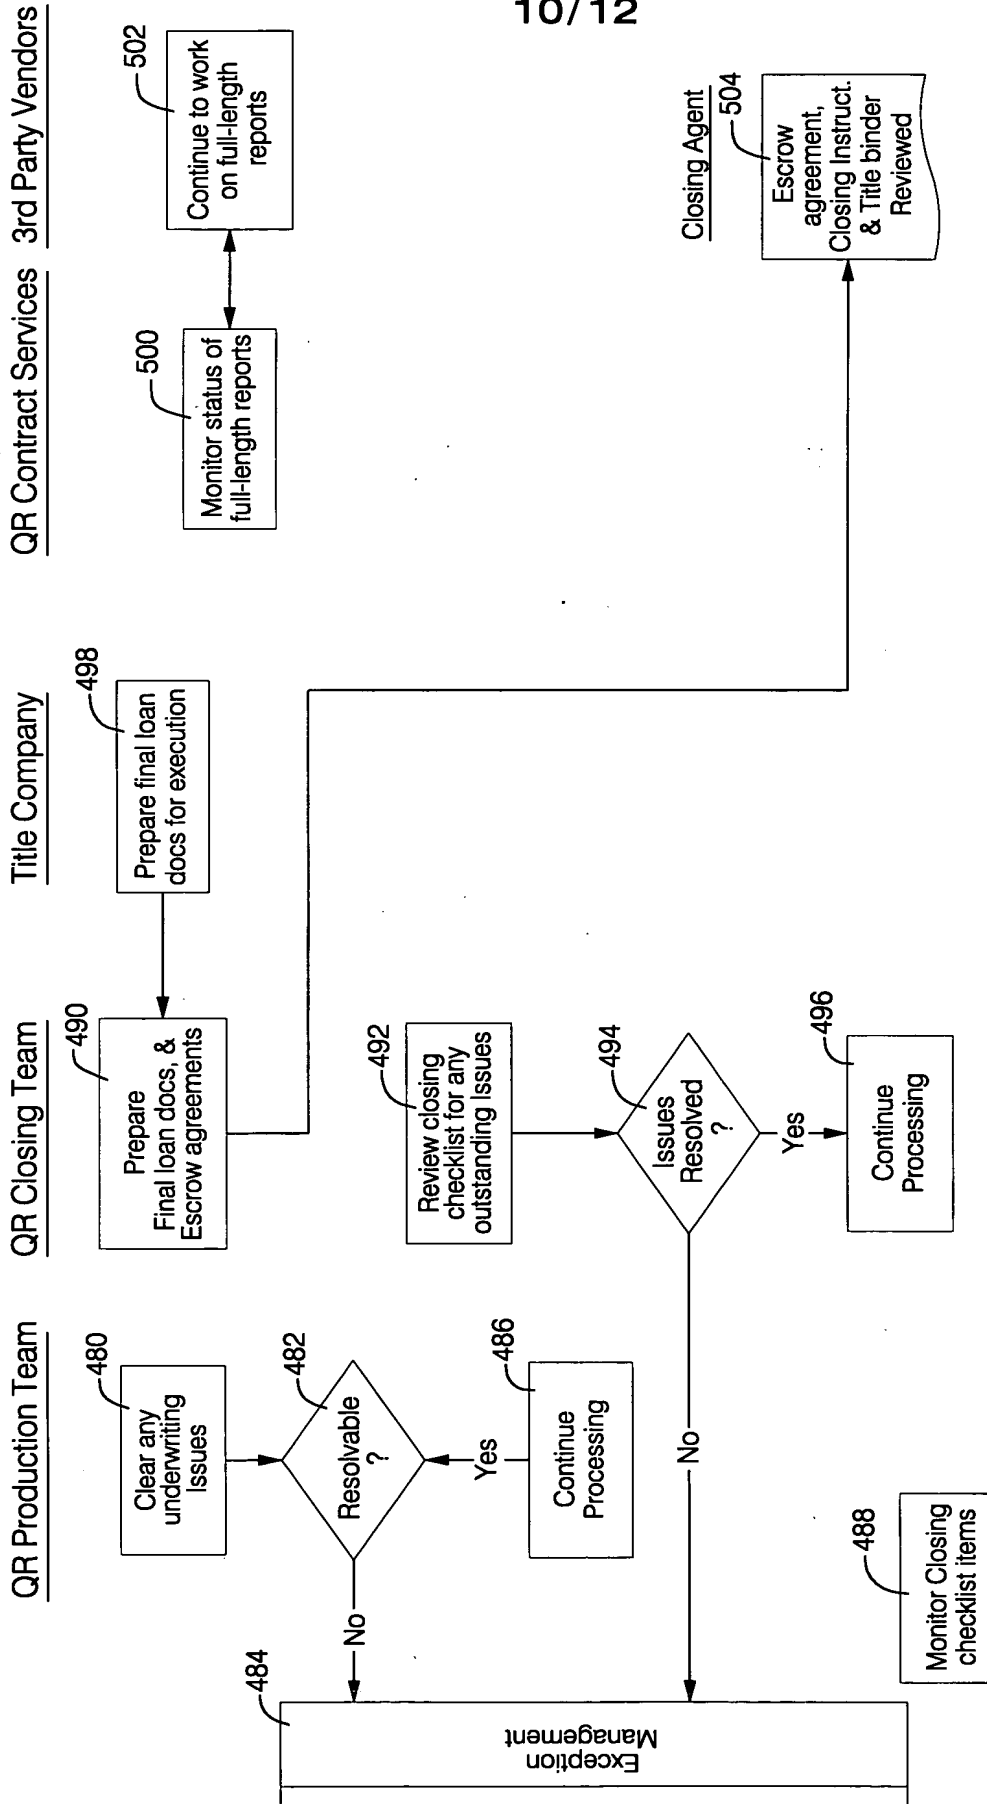 10/12
QR Production Team
QR Closing Team
Title Company
QR Contract Services
3rd Party Vendors
480
Clear any
underwriting
Issues
482
Resolvable
?
No
Yes
486
Continue
Processing
484
Exception
Management
488
Monitor Closing
checklist items
490
Prepare
Final loan docs, &
Escrow agreements
492
Review closing
checklist for any
outstanding Issues
494
Issues
Resolved
?
No
Yes
496
Continue
Processing
498
Prepare final loan
docs for execution
500
Monitor status of
full-length reports
502
Continue to work
on full-length
reports
Closing Agent
504
Escrow
agreement,
Closing Instruct.
& Title binder
Reviewed